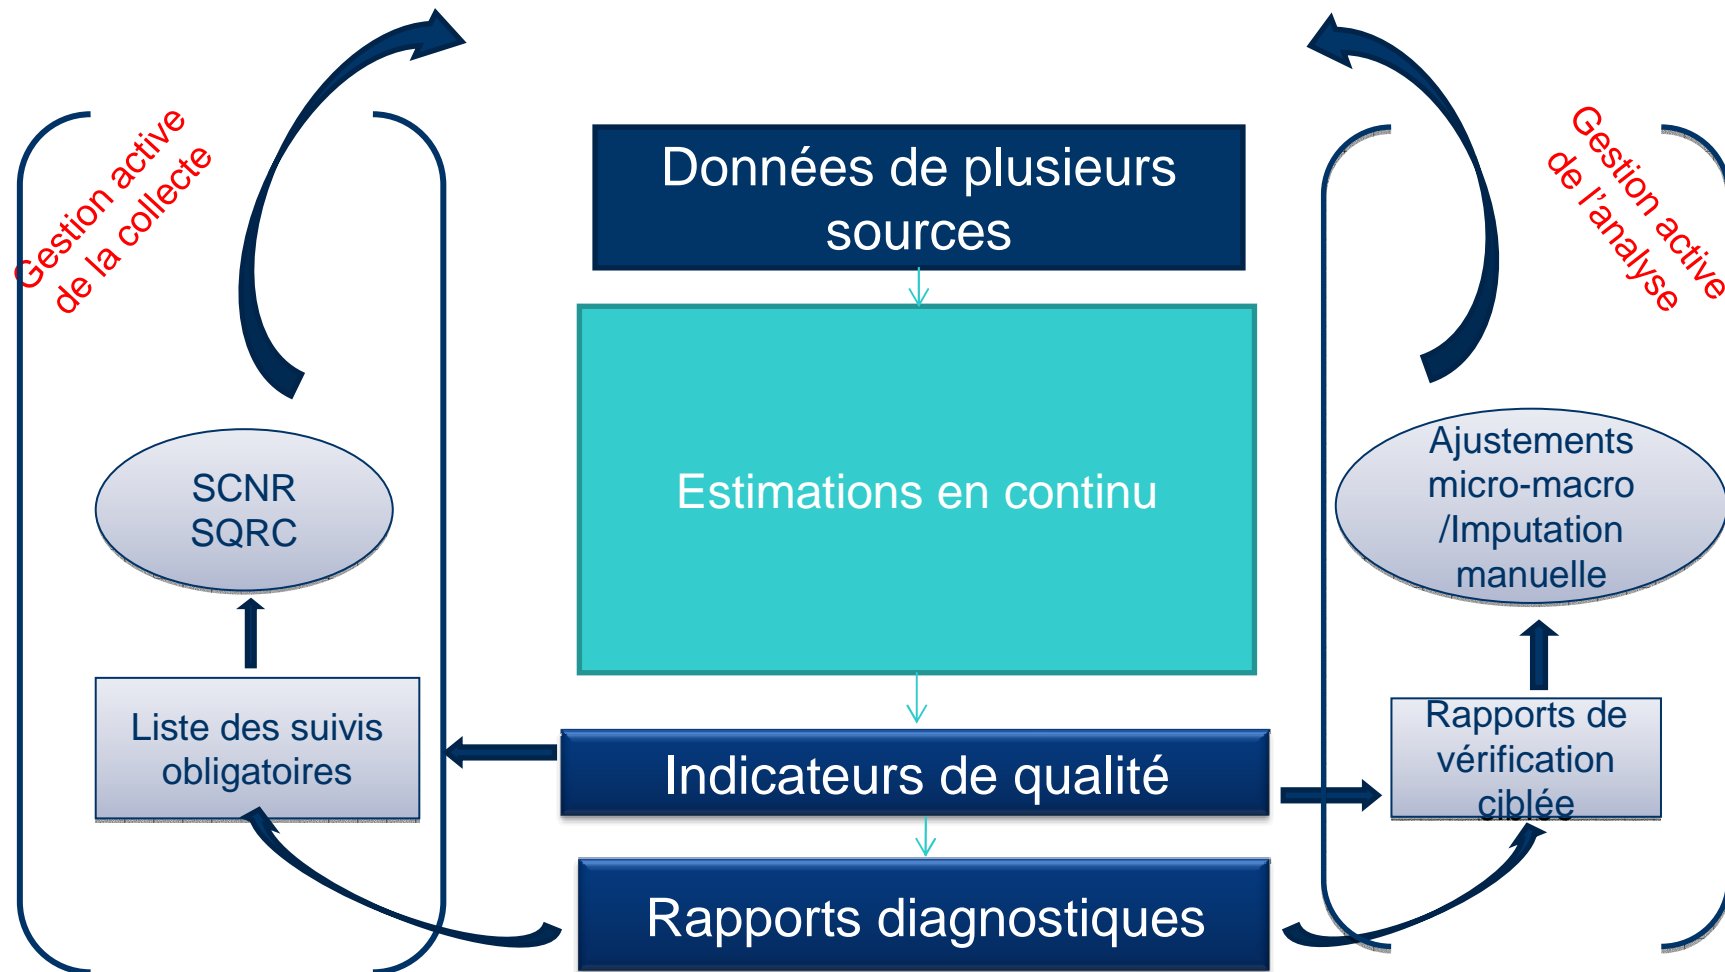 Gestion active
de la collecte
Données de plusieurs
sources
Gestion active
de l'analyse
Estimations en continu
SCNR
SQRC
Ajustements
micro-macro
/Imputation
manuelle
Liste des suivis
obligatoires
Indicateurs de qualité
Rapports de
vérification
ciblée
Rapports diagnostiques